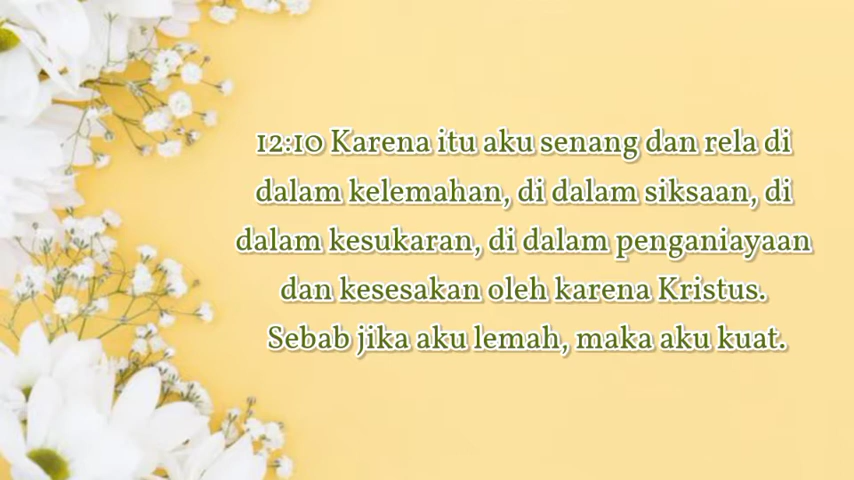 12:10 Karena itu aku senang dan rela di
dalam kelemahan, di dalam siksaan, di
dalam kesukaran, di dalam penganiayaan
dan kesesakan oleh karena Kristus.
Sebab jika aku lemah, maka aku kuat.